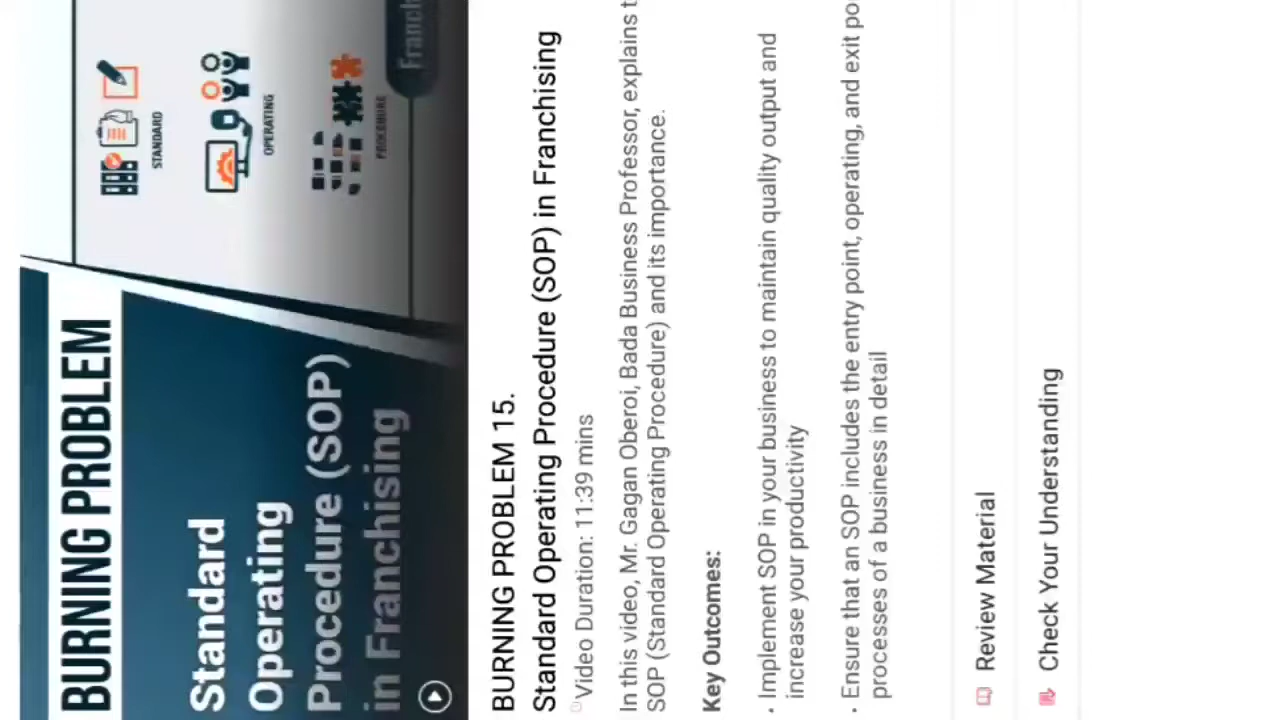 BURNING PROBLEM
Standard
Operating
Procedure (SOP)
in Franchising
STANDARD
OPERATING
PROCEDURE
BURNING PROBLEM 15.
Standard Operating Procedure (SOP) in Franchising
Video Duration: 11:39 mins
In this video, Mr. Gagan Oberoi, Bada Business Professor, explains
SOP (Standard Operating Procedure) and its importance.
Key Outcomes:
• Implement SOP in your business to maintain quality output and
increase your productivity
• Ensure that an SOP includes the entry point, operating, and exit
processes of a business in detail
Review Material
Check Your Understanding